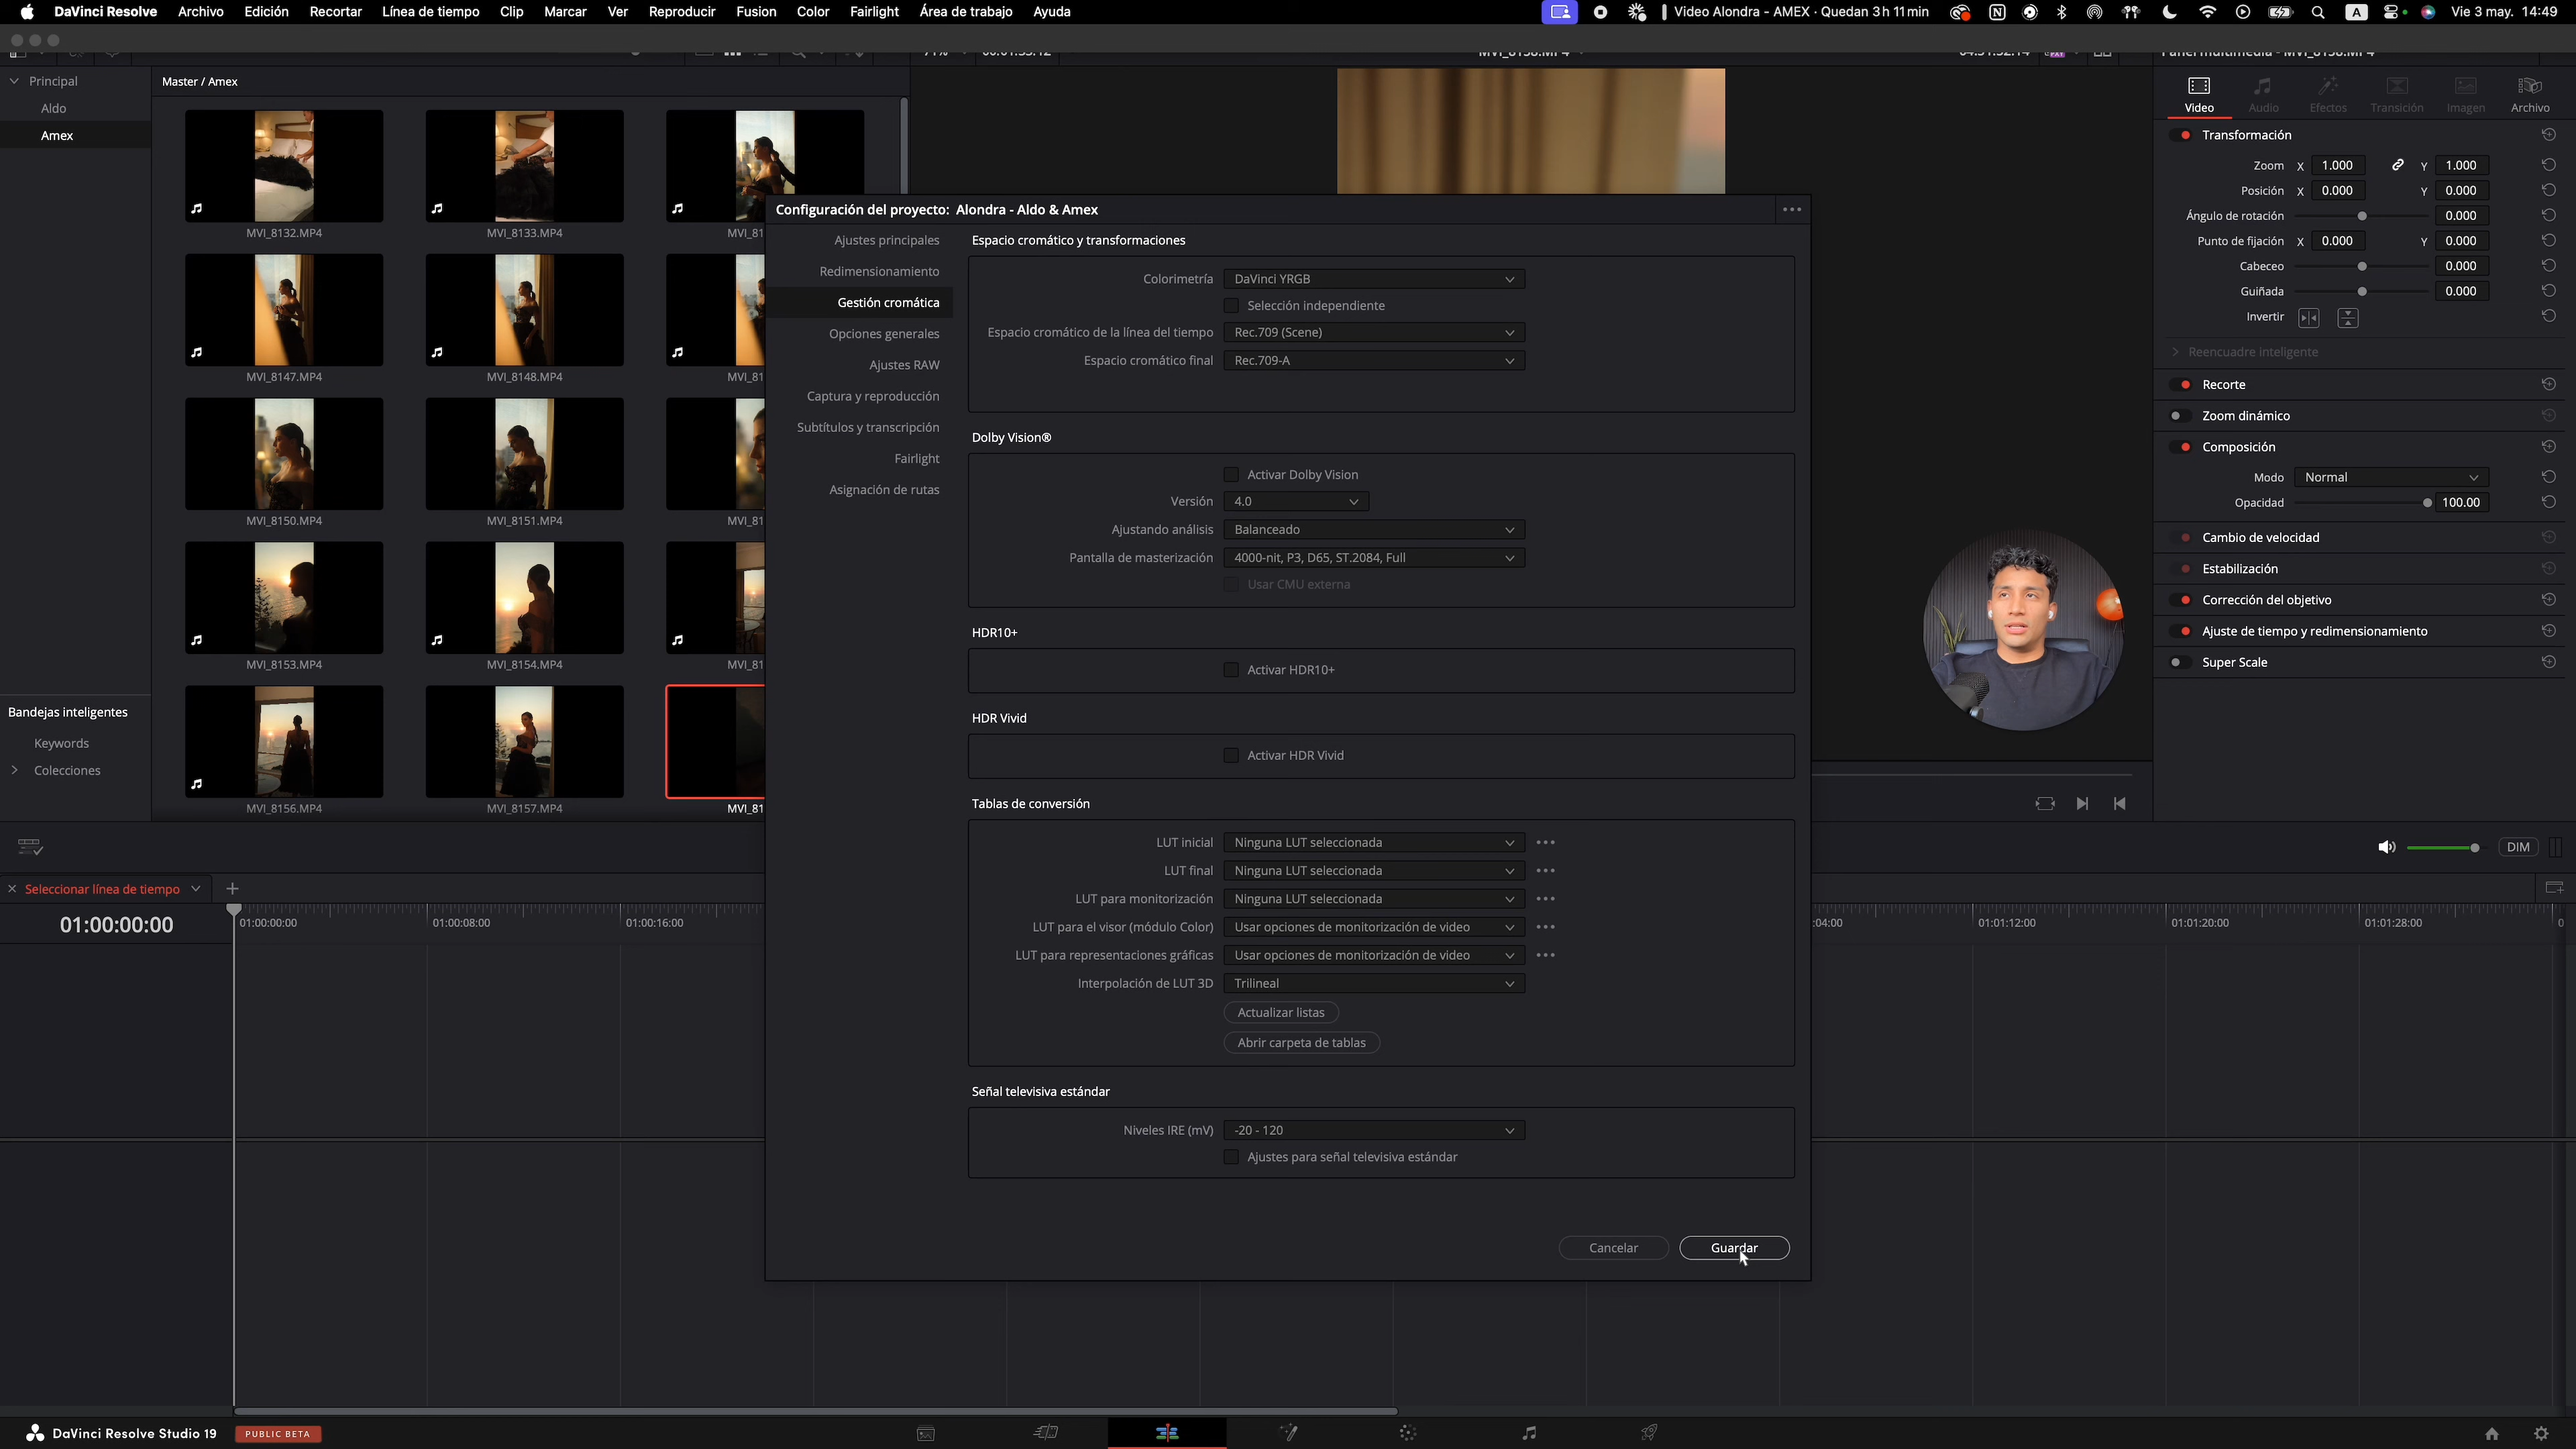 DaVinci Resolve Archivo Edición Recortar Línea de tiempo Clip Marcar Ver Reproducir Fusion Color Fairlight Área de trabajo Ayuda
Video Alondra - AMEX · Quedan 3 h 11 min A Vie 3 may. 14:49
Principal
Aldo
Amex
Master / Amex
MVI_8132.MP4
MVI_8133.MP4
MVI_81
MVI_8147.MP4
MVI_8148.MP4
MVI_81
MVI_8150.MP4
MVI_8151.MP4
MVI_81
MVI_8153.MP4
MVI_8154.MP4
MVI_81
MVI_8156.MP4
MVI_8157.MP4
MVI_81
Bandejas inteligentes
Keywords
Colecciones
Configuración del proyecto: Alondra - Aldo & Amex
Ajustes principales
Redimensionamiento
Gestión cromática
Opciones generales
Ajustes RAW
Captura y reproducción
Subtítulos y transcripción
Fairlight
Asignación de rutas
Espacio cromático y transformaciones
Colorimetría DaVinci YRGB
Selección independiente
Espacio cromático de la línea del tiempo Rec.709 (Scene)
Espacio cromático final Rec.709-A
Dolby Vision®
Activar Dolby Vision
Versión 4.0
Ajustando análisis Balanceado
Pantalla de masterización 4000-nit, P3, D65, ST.2084, Full
Usar CMU externa
HDR10+
Activar HDR10+
HDR Vivid
Activar HDR Vivid
Tablas de conversión
LUT inicial Ninguna LUT seleccionada
LUT final Ninguna LUT seleccionada
LUT para monitorización Ninguna LUT seleccionada
LUT para el visor (módulo Color) Usar opciones de monitorización de video
LUT para representaciones gráficas Usar opciones de monitorización de video
Interpolación de LUT 3D Trilineal
Actualizar listas
Abrir carpeta de tablas
Señal televisiva estándar
Niveles IRE (mV) -20 - 120
Ajustes para señal televisiva estándar
Cancelar Guardar
Video Audio Efectos Transición Imagen Archivo
Transformación
Zoom X 1.000 Y 1.000
Posición X 0.000 Y 0.000
Ángulo de rotación 0.000
Punto de fijación X 0.000 Y 0.000
Cabeceo 0.000
Guiñada 0.000
Invertir
Reencuadre inteligente
Recorte
Zoom dinámico
Composición
Modo Normal
Opacidad 100.00
Cambio de velocidad
Estabilización
Corrección del objetivo
Ajuste de tiempo y redimensionamiento
Super Scale
DIM
Seleccionar línea de tiempo
01:00:00:00
01:00:00:00 01:00:08:00 01:00:16:00 :04:00 01:01:12:00 01:01:20:00 01:01:28:00 0
DaVinci Resolve Studio 19 PUBLIC BETA